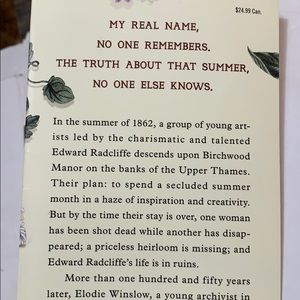 $24.99 Can.
MY REAL NAME,
NO ONE REMEMBERS.
THE TRUTH ABOUT THAT SUMMER,
NO ONE ELSE KNOWS.
In the summer of 1862, a group of young art-
ists led by the charismatic and talented
Edward Radcliffe descends upon Birchwood
Manor on the banks of the Upper Thames.
Their plan: to spend a secluded summer
month in a haze of inspiration and creativity.
But by the time their stay is over, one woman
has been shot dead while another has disap-
peared; a priceless heirloom is missing; and
Edward Radcliffe's life is in ruins.
More than one hundred and fifty years
later, Elodie Winslow, a young archivist in